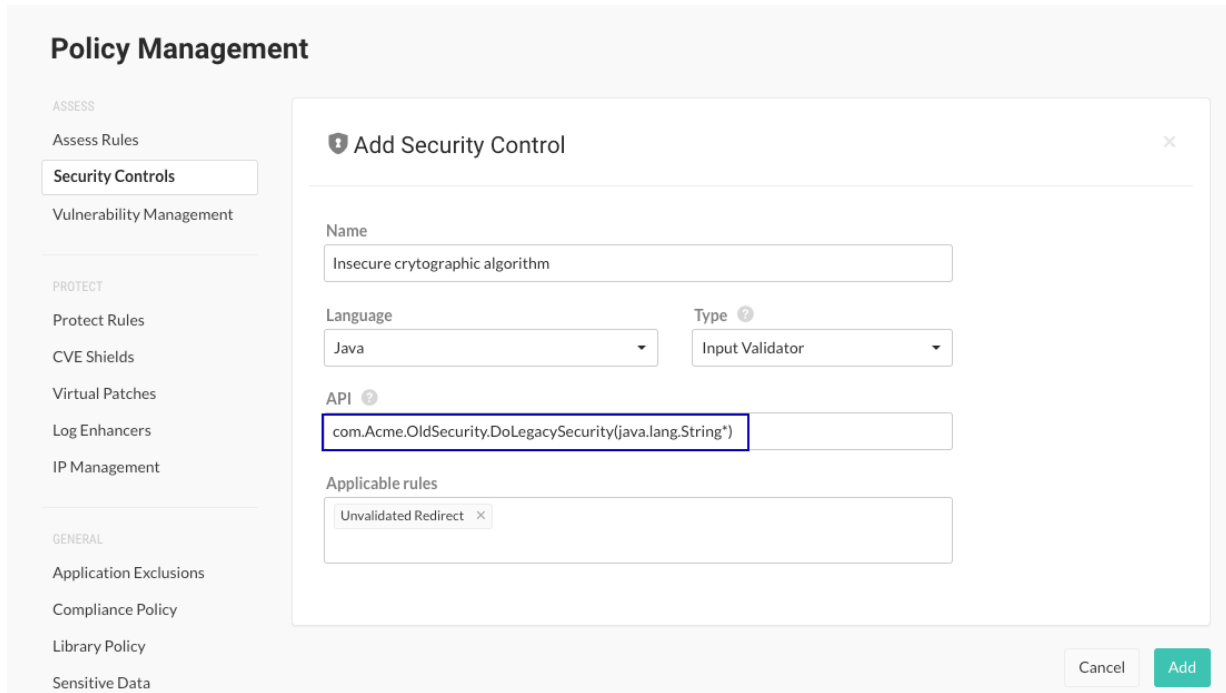 Policy Management
ASSESS
Assess Rules
Security Controls
Vulnerability Management
PROTECT
Protect Rules
CVE Shields
Virtual Patches
Log Enhancers
IP Management
GENERAL
Application Exclusions
Compliance Policy
Library Policy
Sensitive Data
Add Security Control
×
Name
Insecure crytographic algorithm
Language
Type ?
Java
Input Validator
API ?
com.Acme.OldSecurity.DoLegacySecurity(java.lang.String*)
Applicable rules
Unvalidated Redirect ×
Cancel
Add